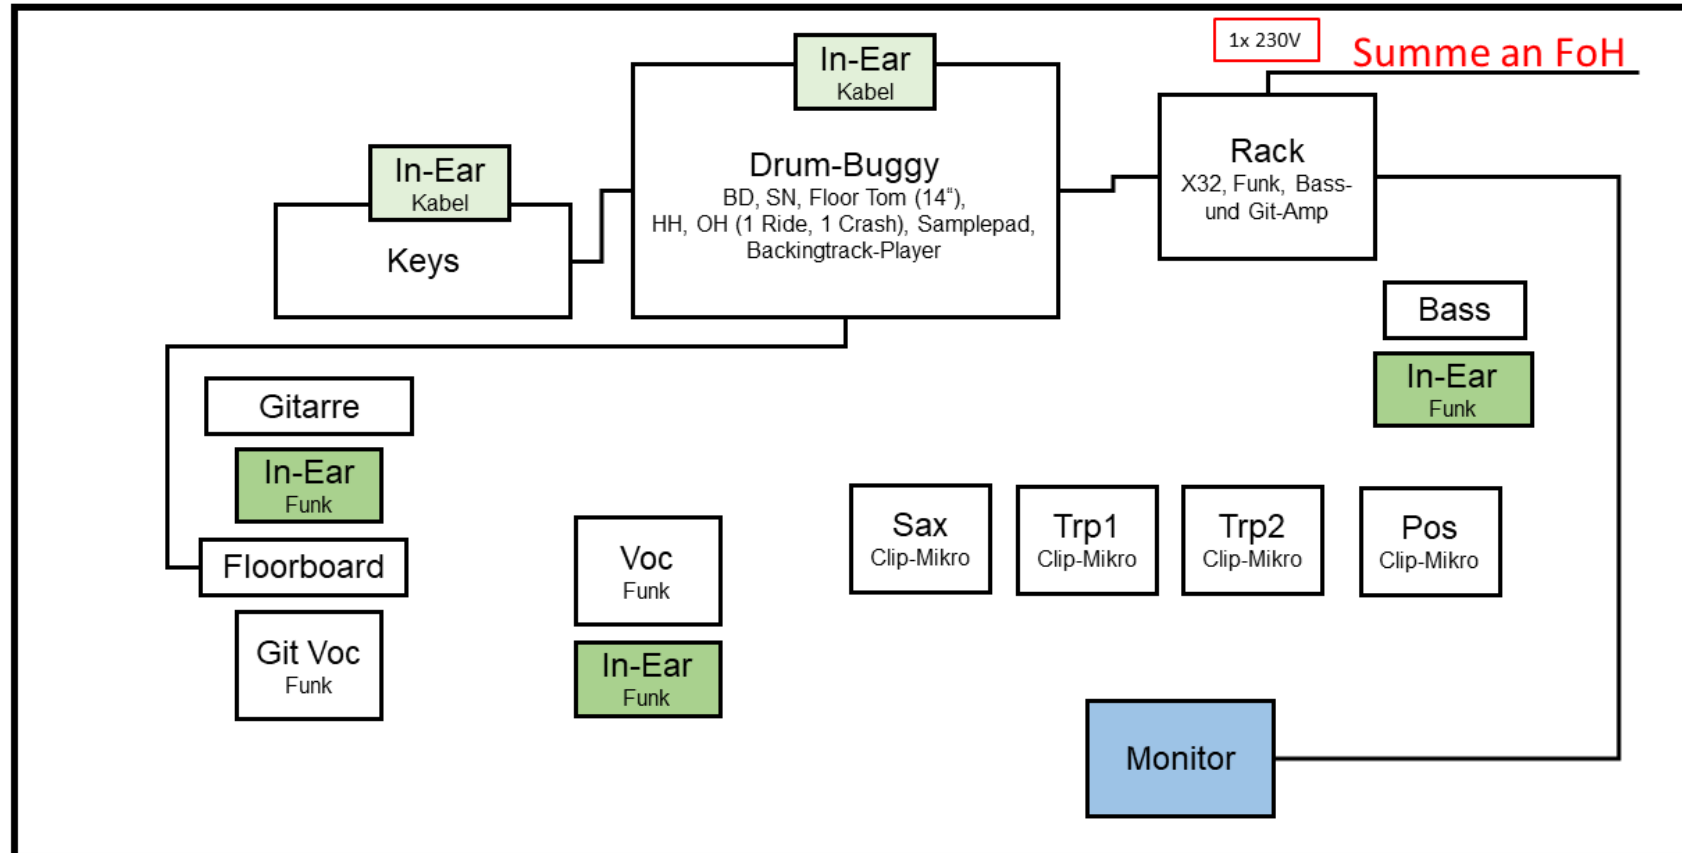 1x 230V
Summe an FoH
In-Ear
Kabel
In-Ear
Kabel
Keys
Drum-Buggy
BD, SN, Floor Tom (14“),
HH, OH (1 Ride, 1 Crash), Samplepad,
Backingtrack-Player
Rack
X32, Funk, Bass-
und Git-Amp
Bass
In-Ear
Funk
Gitarre
In-Ear
Funk
Floorboard
Git Voc
Funk
Voc
Funk
In-Ear
Funk
Sax
Clip-Mikro
Trp1
Clip-Mikro
Trp2
Clip-Mikro
Pos
Clip-Mikro
Monitor